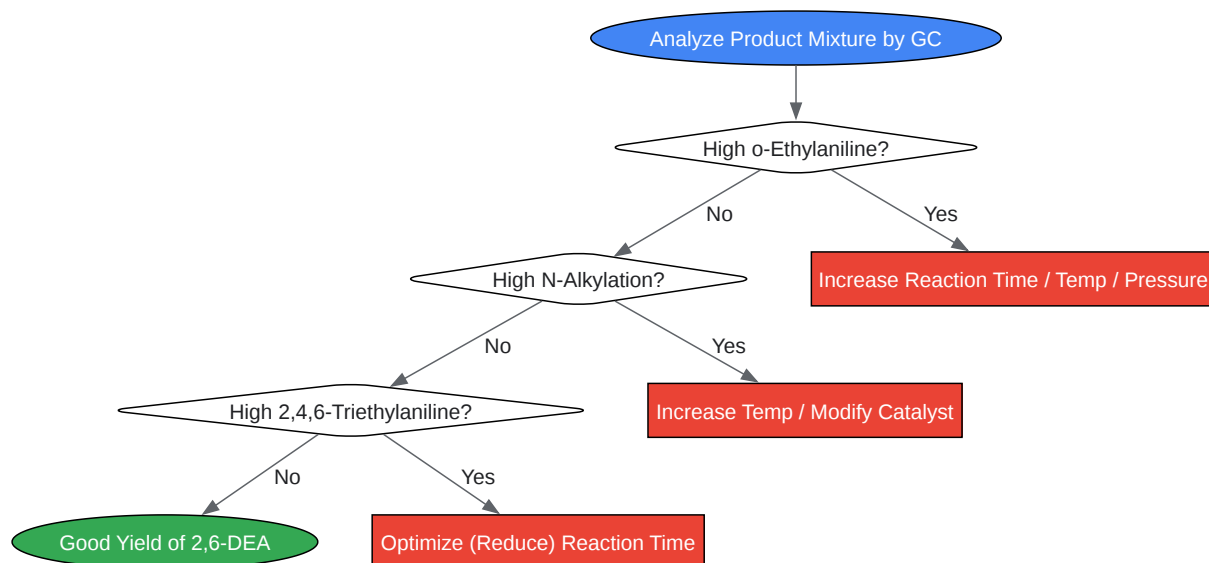 Analyze Product Mixture by GC
High o-Ethylaniline?
No
Yes
High N-Alkylation?
Increase Reaction Time / Temp / Pressure
No
Yes
High 2,4,6-Triethylaniline?
Increase Temp / Modify Catalyst
No
Yes
Good Yield of 2,6-DEA
Optimize (Reduce) Reaction Time